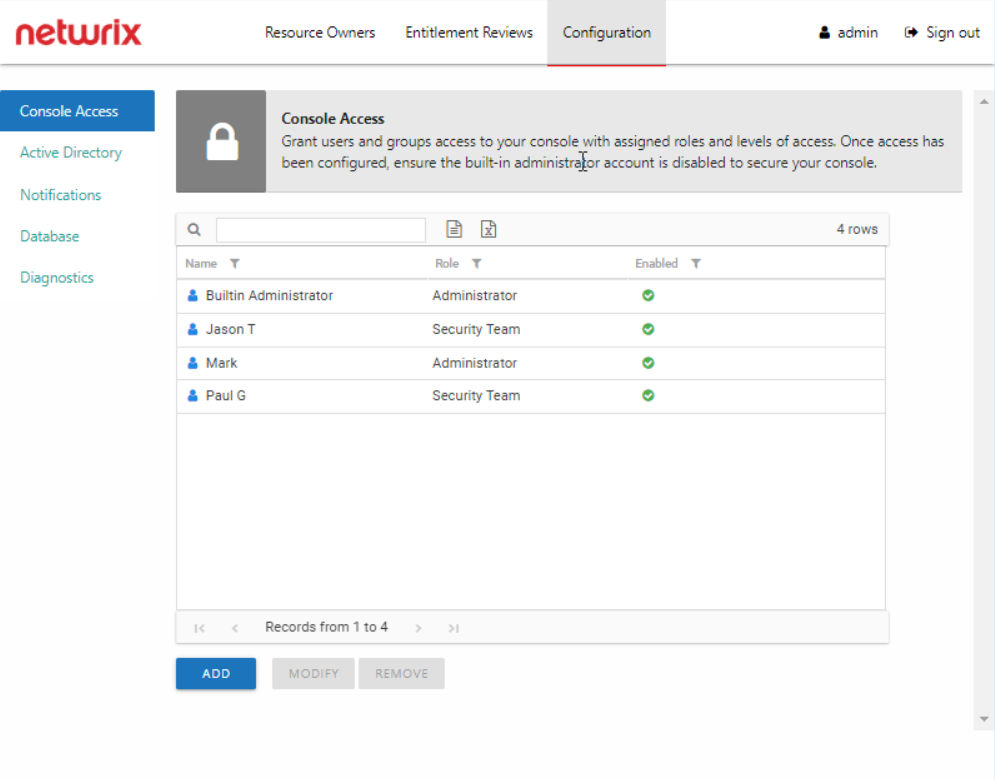 netwrix
Resource Owners Entitlement Reviews Configuration admin Sign out
Console Access
Active Directory
Notifications
Database
Diagnostics
Console Access
Grant users and groups access to your console with assigned roles and levels of access. Once access has
been configured, ensure the built-in administrator account is disabled to secure your console.
4 rows
Name Role Enabled
Builtin Administrator Administrator
Jason T Security Team
Mark Administrator
Paul G Security Team
Records from 1 to 4
ADD MODIFY REMOVE